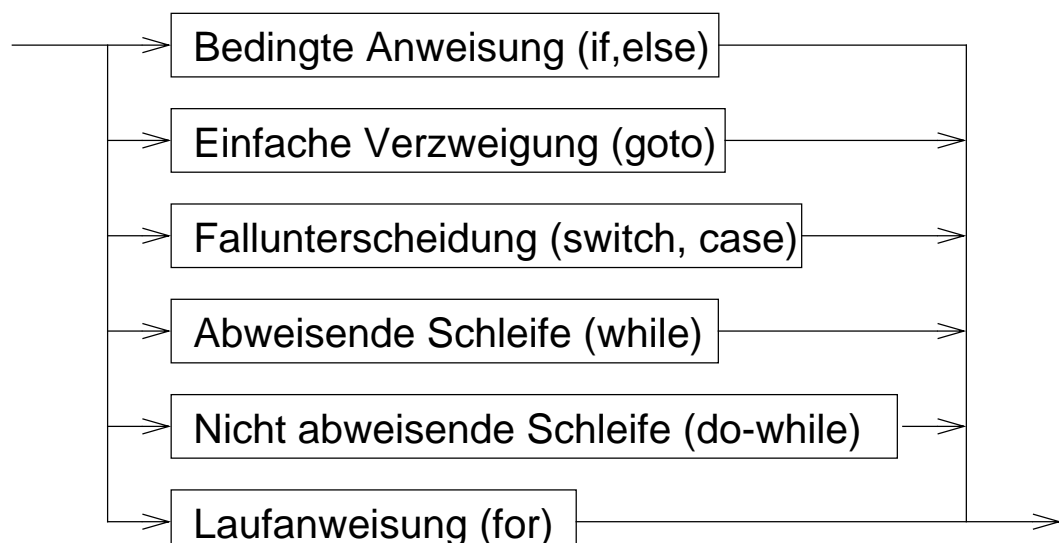 Bedingte Anweisung (if,else)
Einfache Verzweigung (goto)
Fallunterscheidung (switch, case)
Abweisende Schleife (while)
Nicht abweisende Schleife (do-while)
Laufanweisung (for)